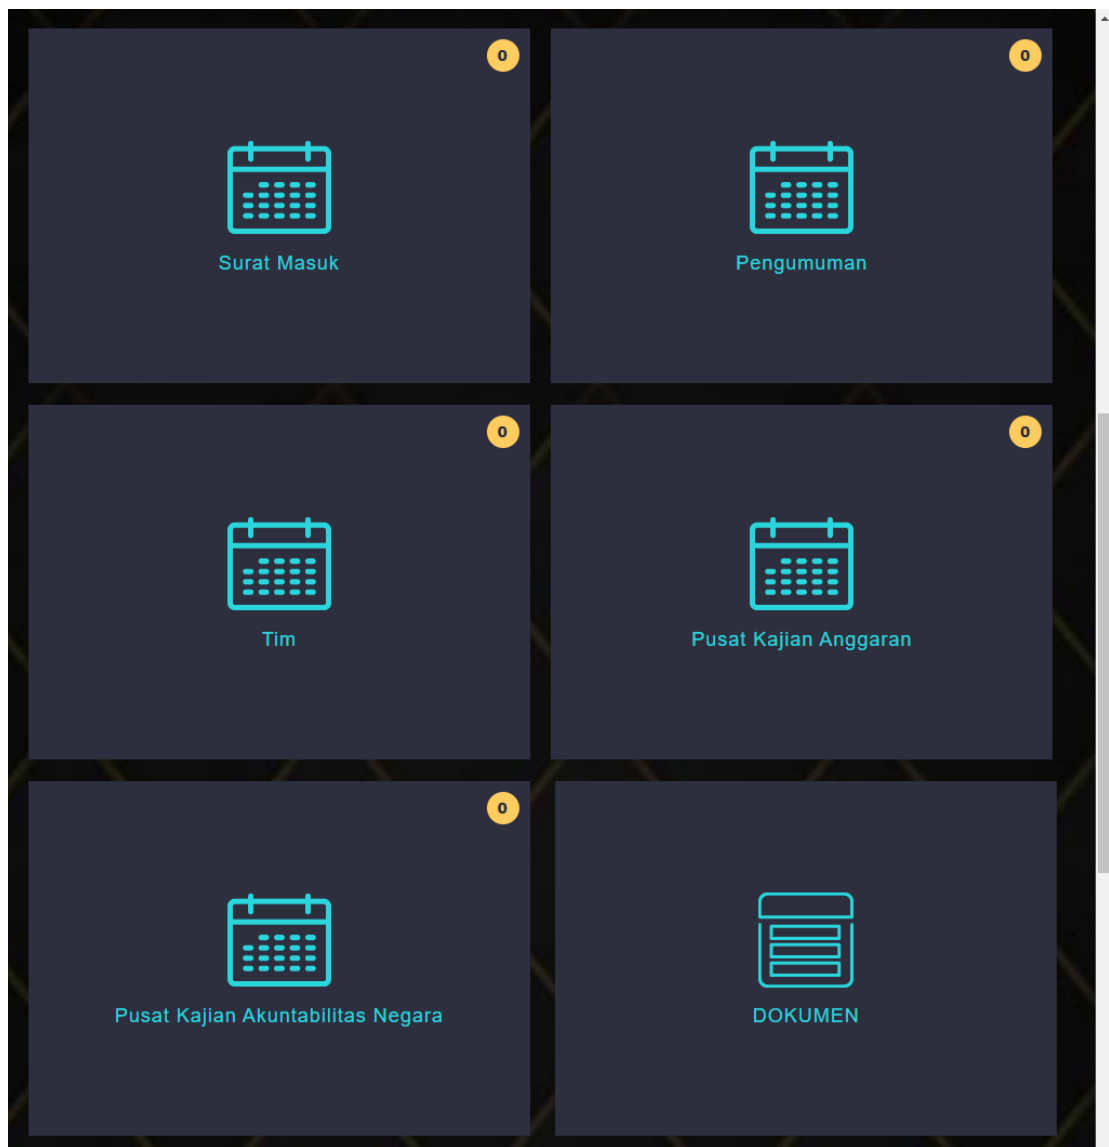 0
0
Surat Masuk
Pengumuman
0
0
Tim
Pusat Kajian Anggaran
0
Pusat Kajian Akuntabilitas Negara
DOKUMEN